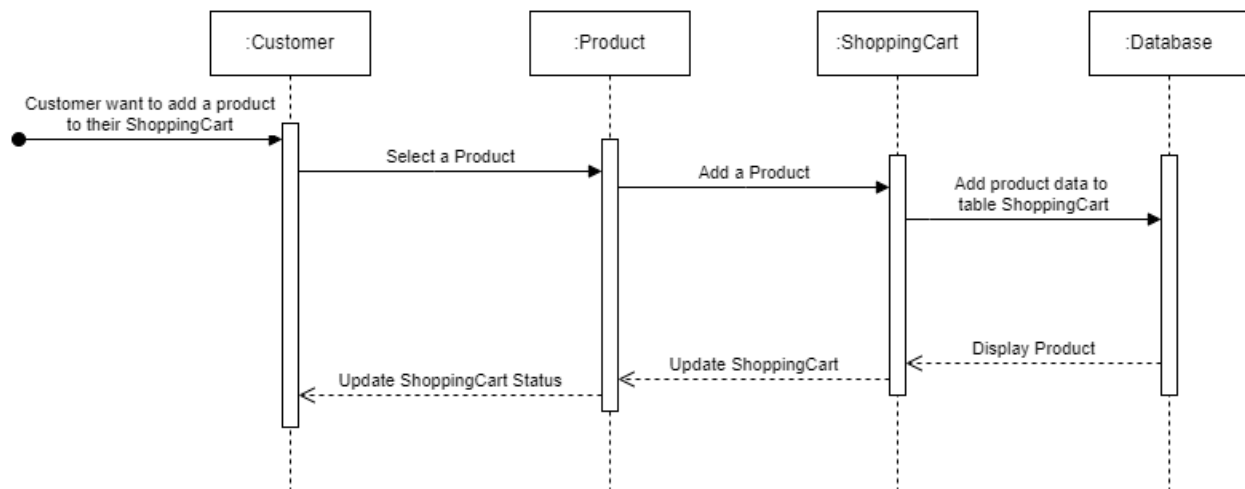 :Customer
:Product
:ShoppingCart
:Database
Customer want to add a product
to their ShoppingCart
Select a Product
Add a Product
Add product data to
table ShoppingCart
Display Product
Update ShoppingCart
Update ShoppingCart Status